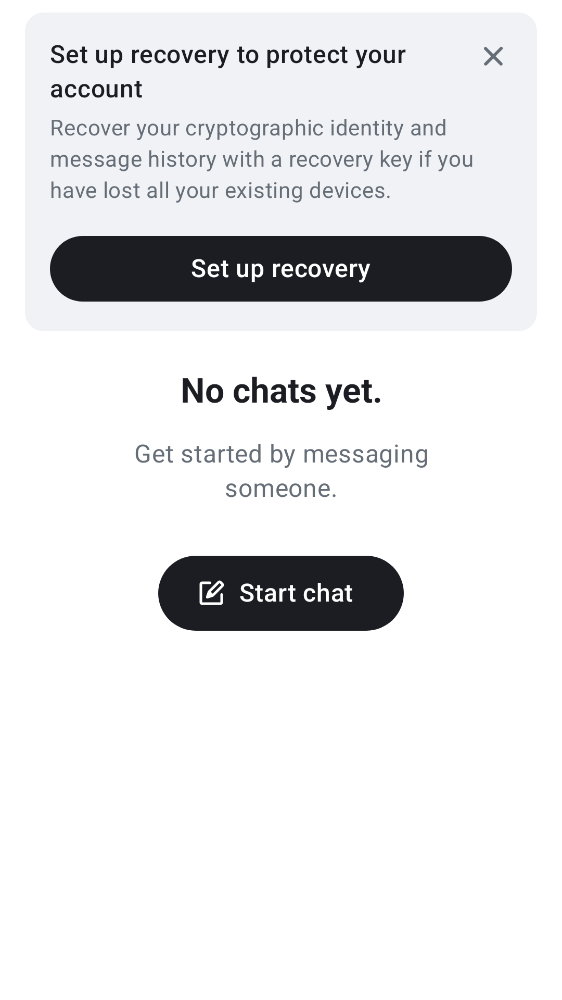 Set up recovery to protect your
account
Recover your cryptographic identity and
message history with a recovery key if you
have lost all your existing devices.
Set up recovery
No chats yet.
Get started by messaging
someone.
Start chat